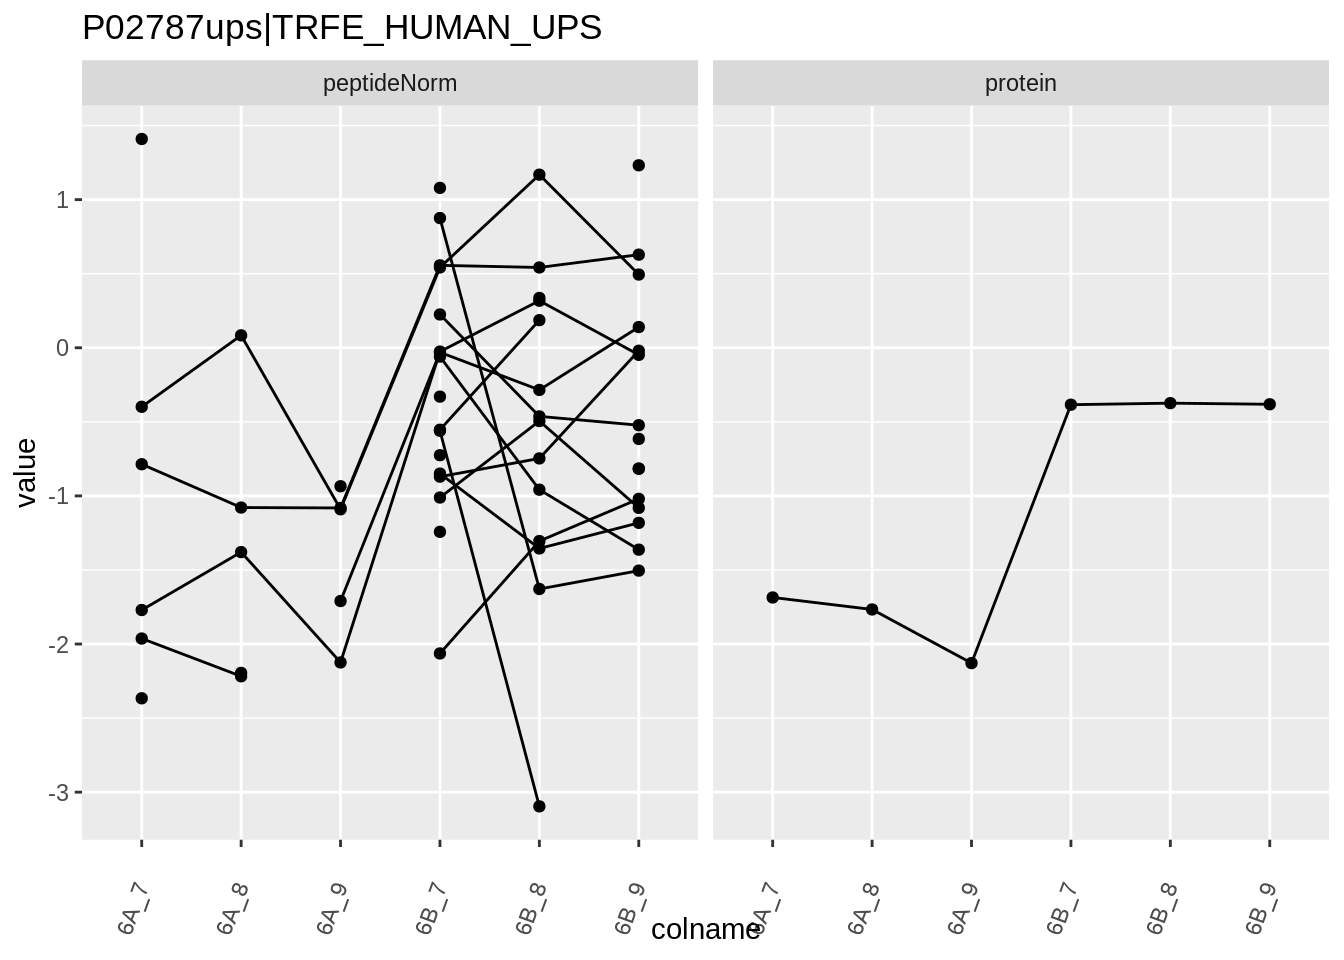 P02787ups|TRFE_HUMAN_UPS
peptideNorm protein
value
1
0
-1
-2
-3
6A_7 6A_8 6A_9 6B_7 6B_8 6B_9 6A_7 6A_8 6A_9 6B_7 6B_8 6B_9
colname